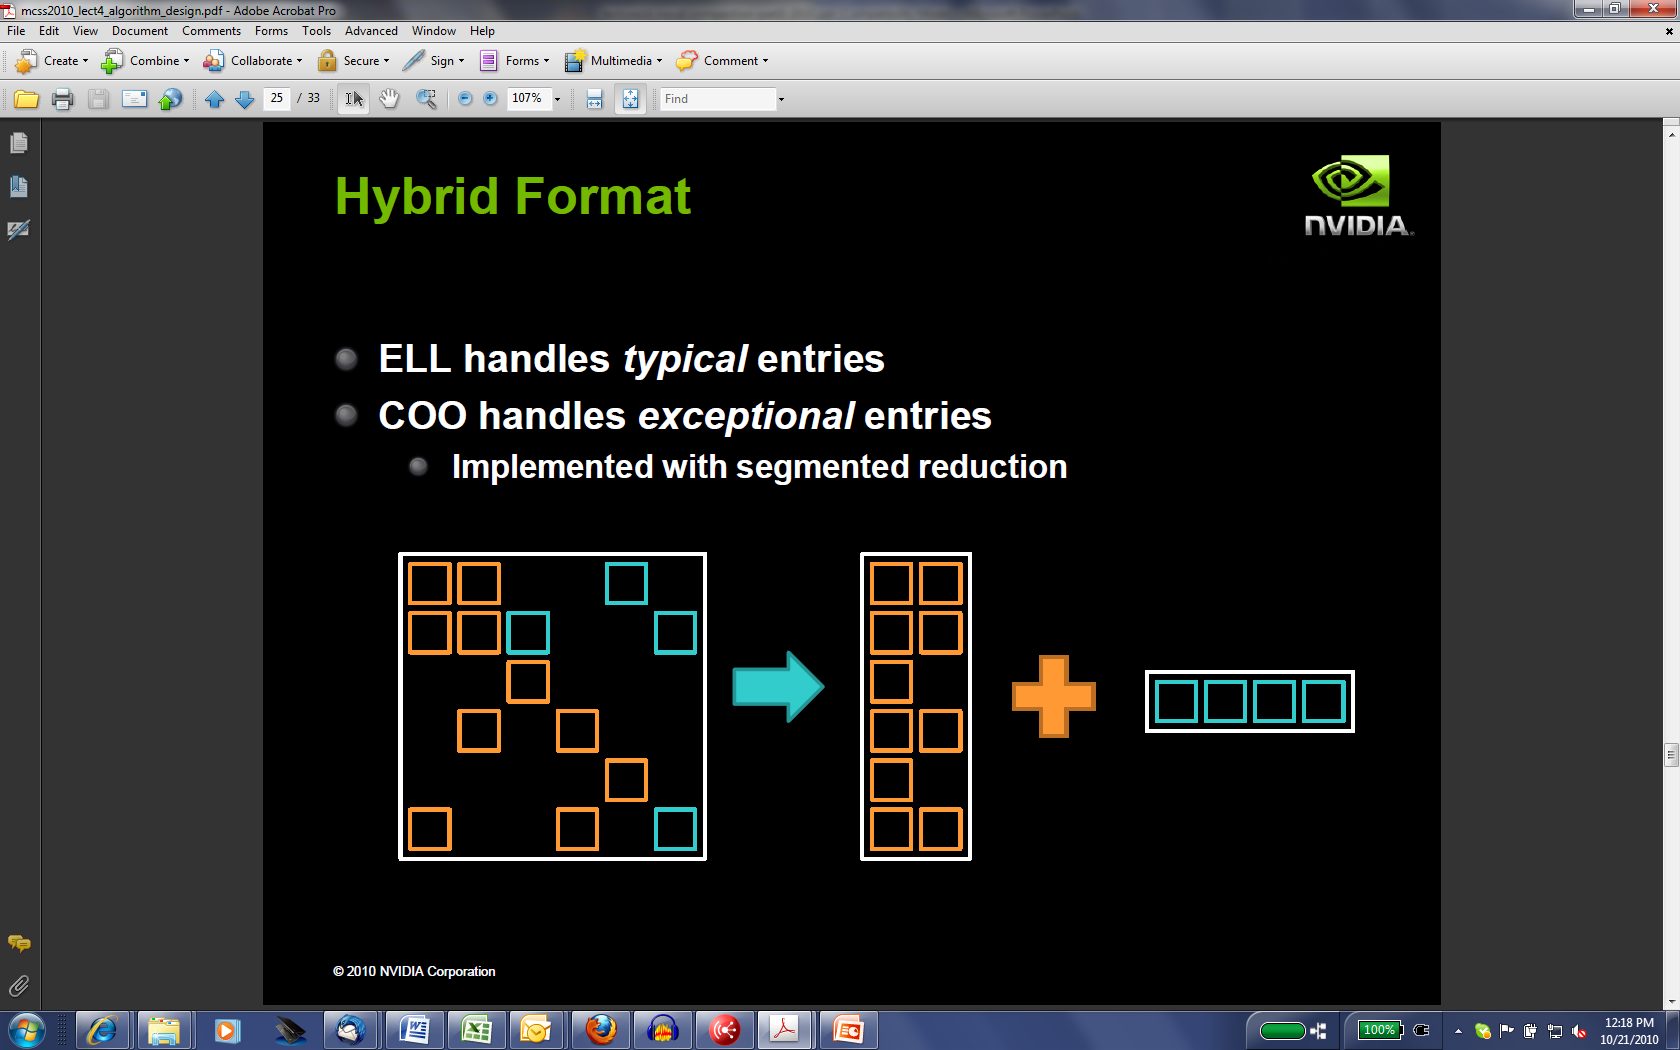 mcss2010_lect4_algorithm_design.pdf - Adobe Acrobat Pro
File Edit View Document Comments Forms Tools Advanced Window Help
Create Combine Collaborate Secure Sign Forms Multimedia Comment
25 / 33 107% Find
Hybrid Format
NVIDIA
ELL handles typical entries
COO handles exceptional entries
Implemented with segmented reduction
© 2010 NVIDIA Corporation
100%
12:18 PM
10/21/2010